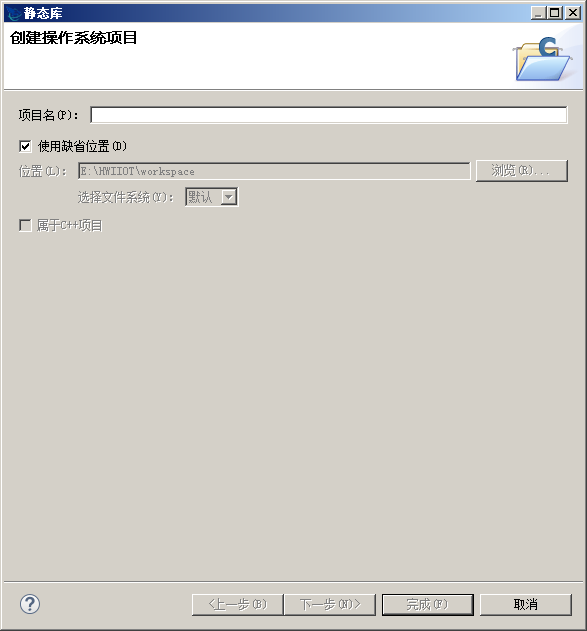 静态库
创建操作系统项目
项目名(P)：
使用缺省位置(D)
位置(L)： E:\HWIIOT\workspace 浏览(R)...
选择文件系统(Y)： 默认
属于C++项目
<上一步(B) 下一步(N)> 完成(F) 取消